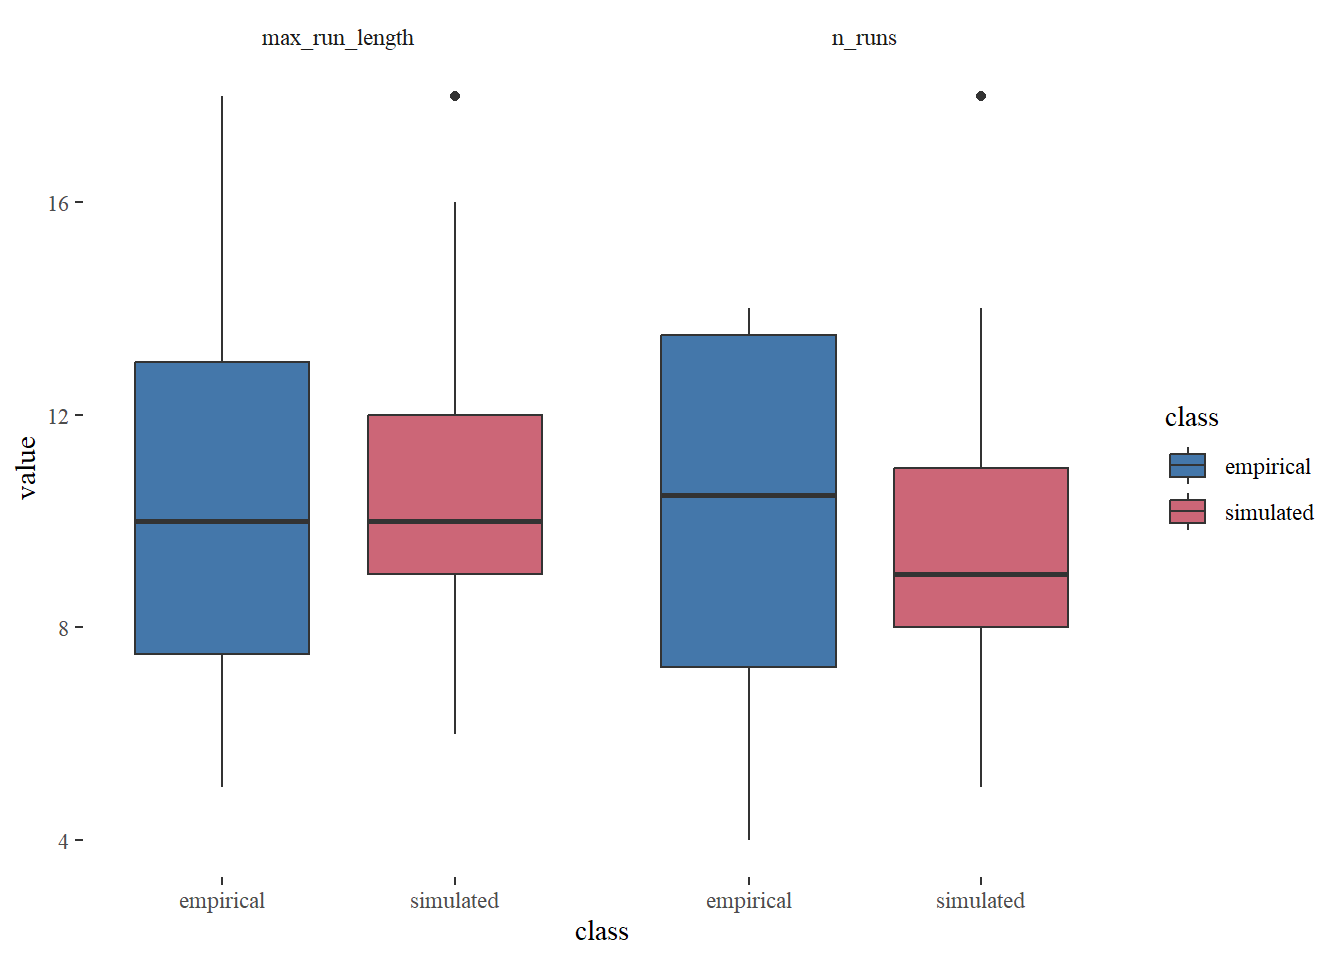 max_run_length
n_runs
value
16
12
8
4
empirical
simulated
empirical
simulated
class
class
empirical
simulated